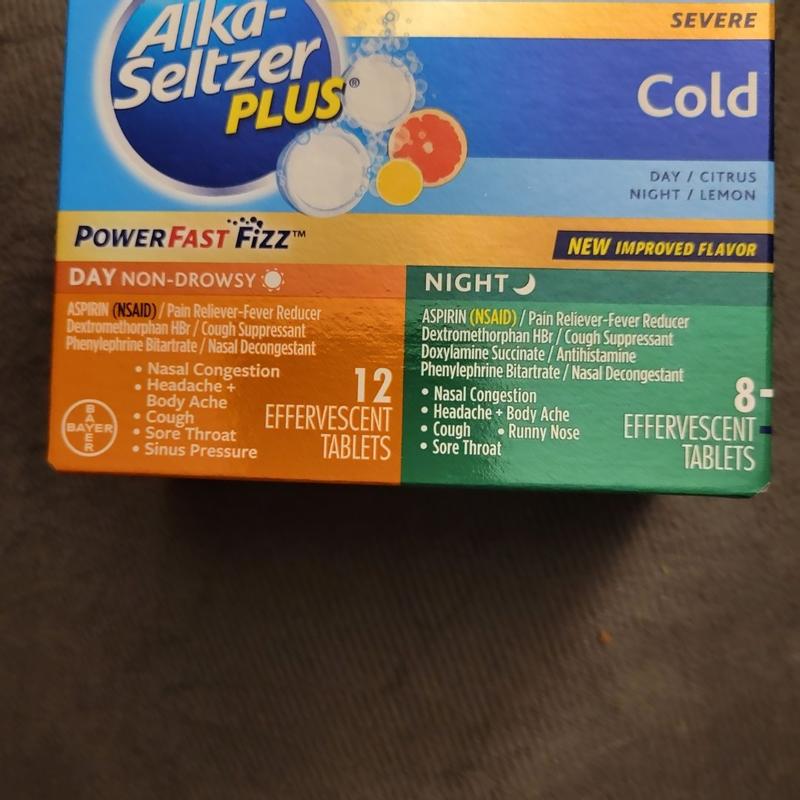 Alka-
Seltzer
PLUS®
SEVERE
Cold
DAY / CITRUS
NIGHT / LEMON
POWERFAST FIZZ™
NEW IMPROVED FLAVOR
DAY NON-DROWSY
ASPIRIN (NSAID) / Pain Reliever-Fever Reducer
Dextromethorphan HBr / Cough Suppressant
Phenylephrine Bitartrate / Nasal Decongestant
• Nasal Congestion
• Headache +
Body Ache
• Cough
• Sore Throat
• Sinus Pressure
12
EFFERVESCENT
TABLETS
BAYER
BAYER
NIGHT
ASPIRIN (NSAID) / Pain Reliever-Fever Reducer
Dextromethorphan HBr / Cough Suppressant
Doxylamine Succinate / Antihistamine
Phenylephrine Bitartrate / Nasal Decongestant
• Nasal Congestion
• Headache + Body Ache
• Cough • Runny Nose
• Sore Throat
8
EFFERVESCENT
TABLETS